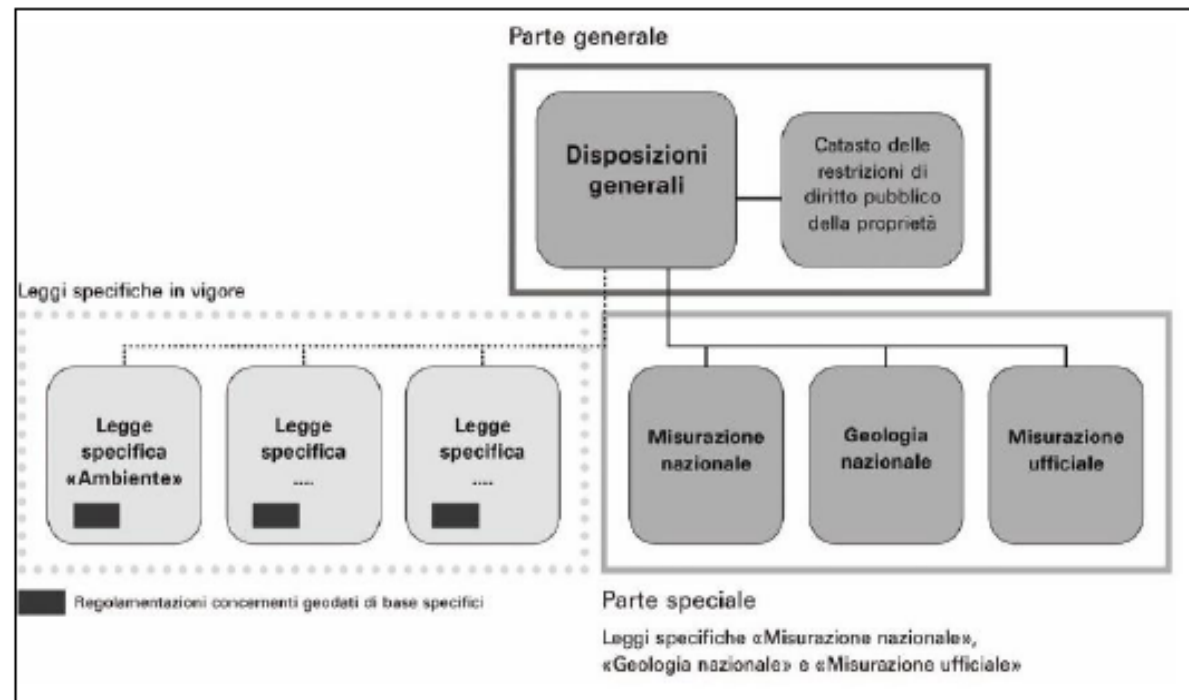 Parte generale
Disposizioni
generali
Catasto delle
restrizioni di
diritto pubblico
della proprietà
Leggi specifiche in vigore
Legge
specifica
«Ambiente»
Legge
specifica
....
Legge
specifica
....
Misurazione
nazionale
Geologia
nazionale
Misurazione
ufficiale
Regolamentazioni concernenti geodati di base specifici
Parte speciale
Leggi specifiche «Misurazione nazionale»,
«Geologia nazionale» e «Misurazione ufficiale»